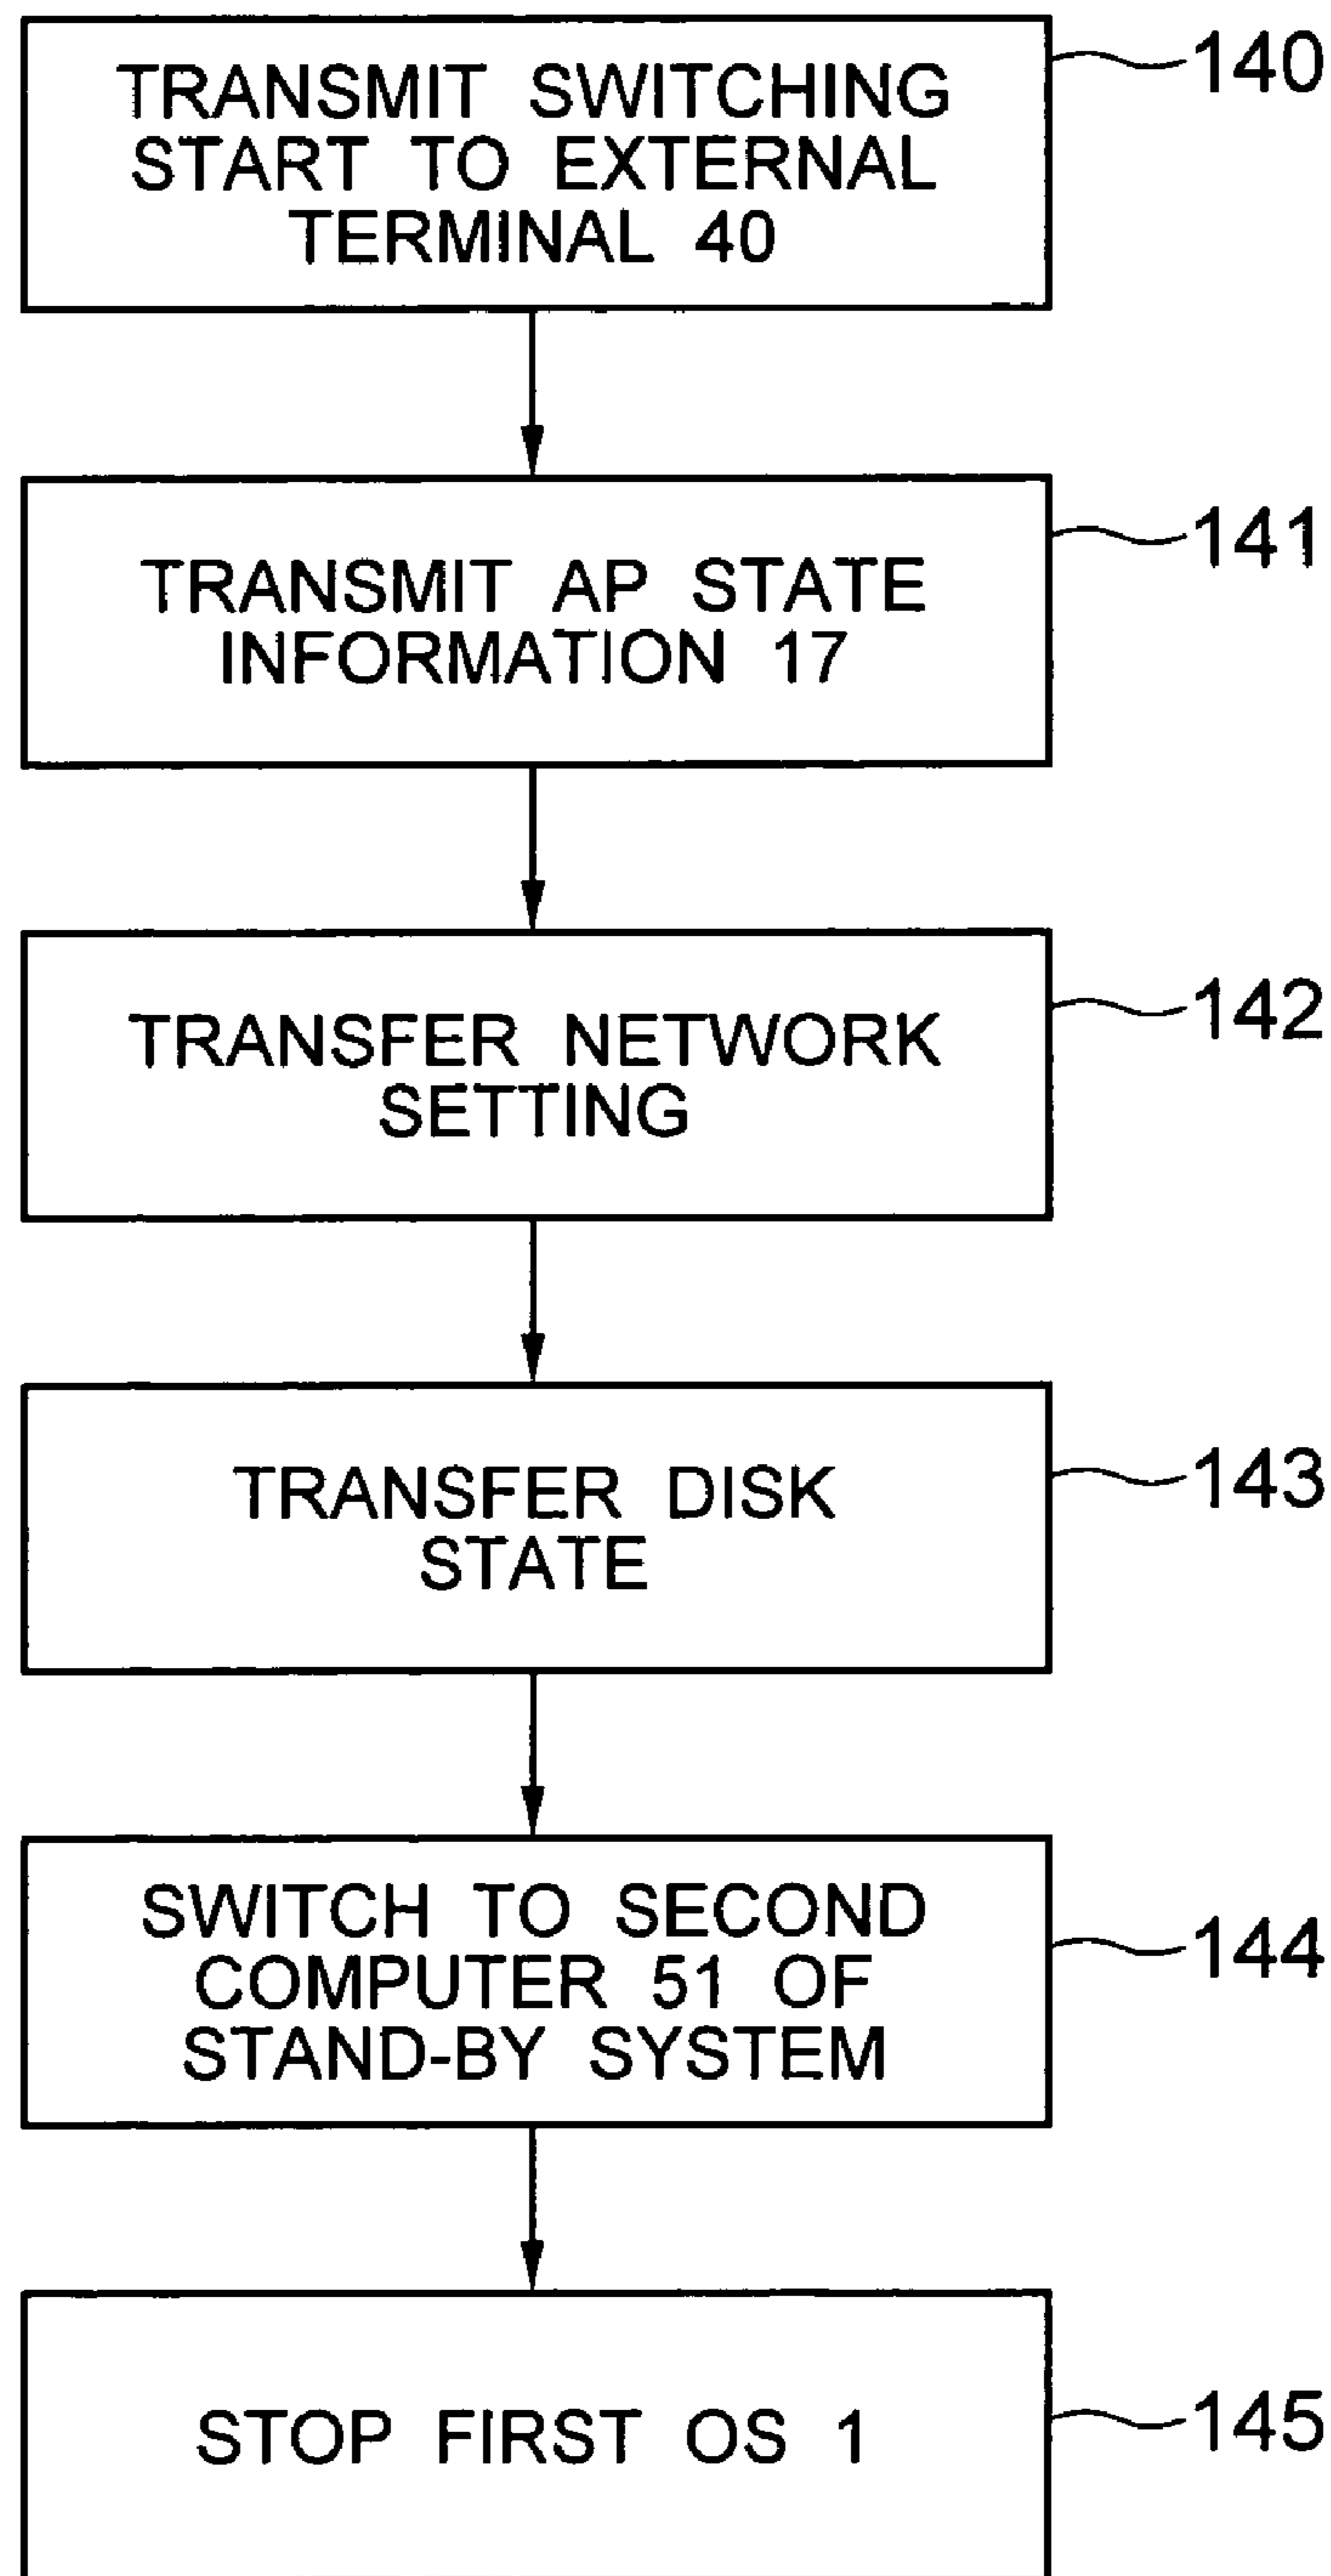 TRANSMIT SWITCHING
START TO EXTERNAL
TERMINAL 40
140
TRANSMIT AP STATE
INFORMATION 17
141
TRANSFER NETWORK
SETTING
142
TRANSFER DISK
STATE
143
SWITCH TO SECOND
COMPUTER 51 OF
STAND-BY SYSTEM
144
STOP FIRST OS 1
145